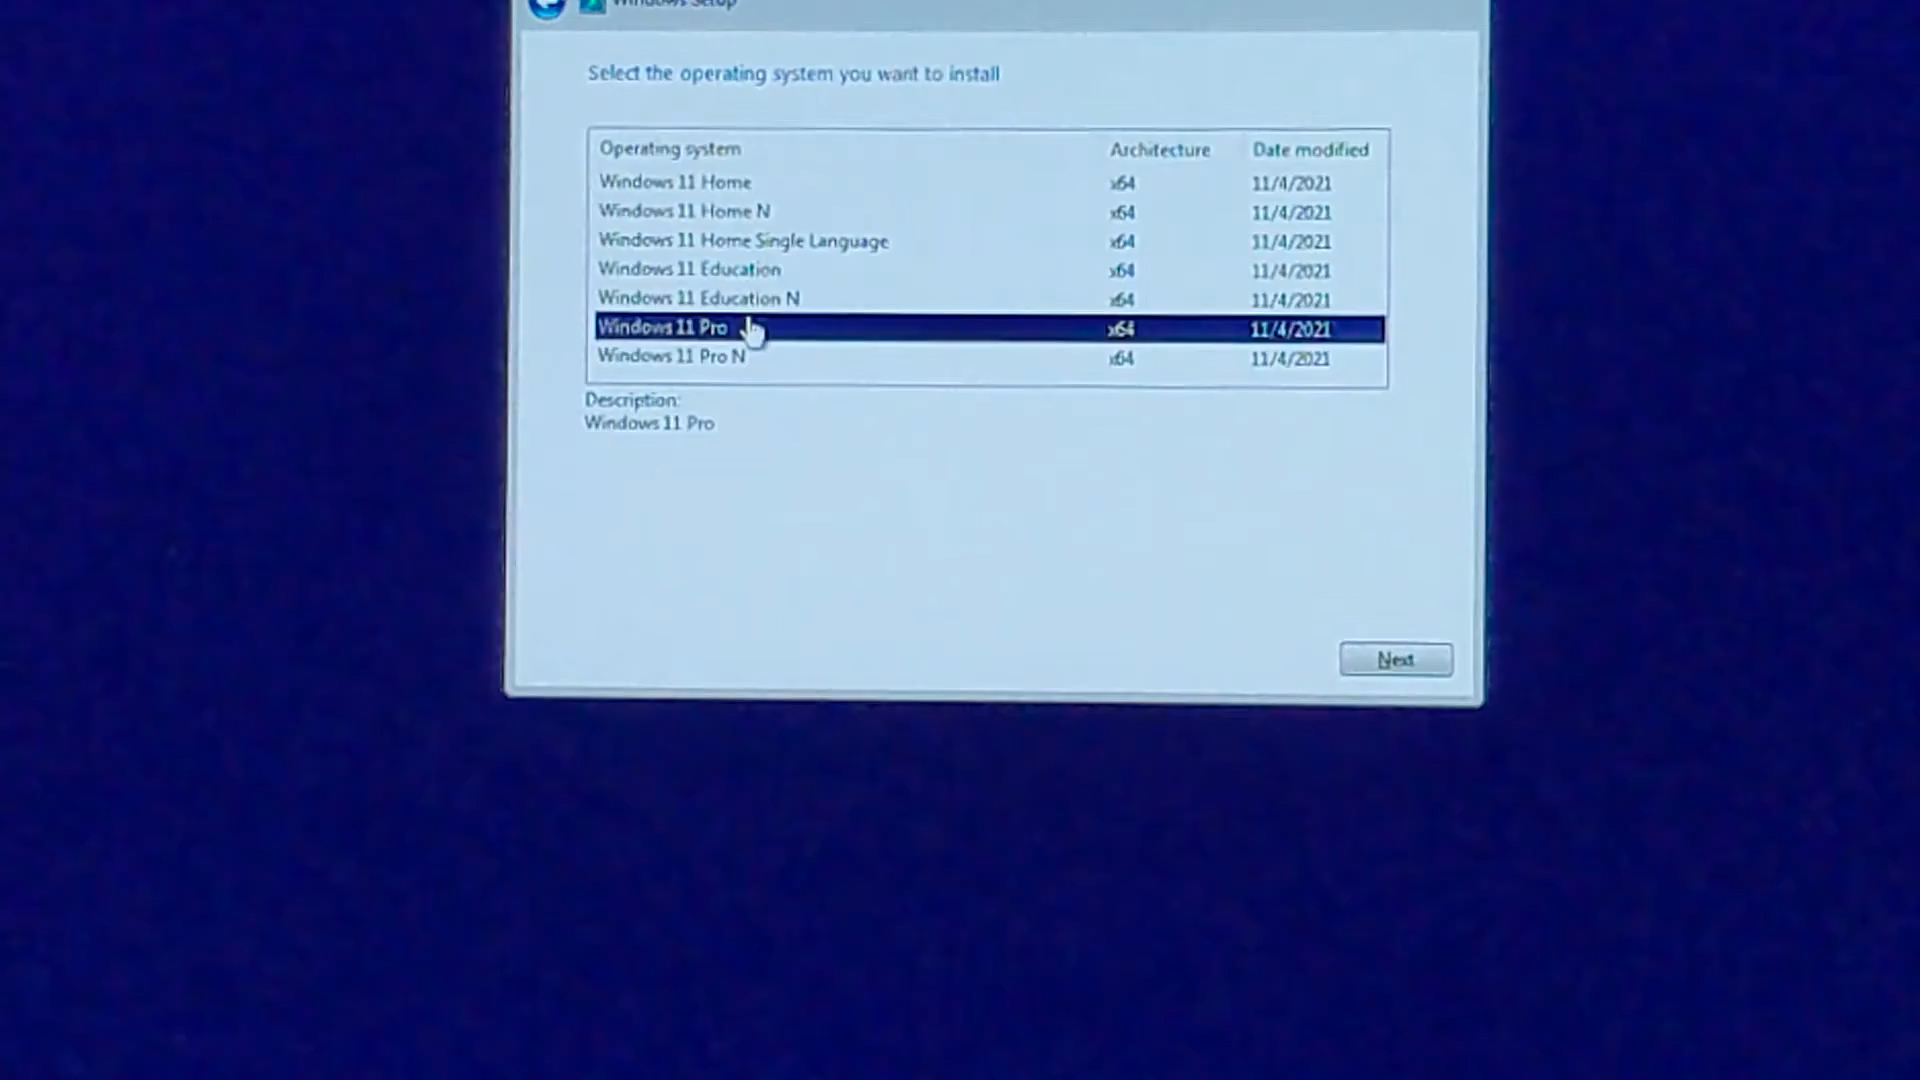 Windows Setup
Select the operating system you want to install
Operating system Architecture Date modified
Windows 11 Home x64 11/4/2021
Windows 11 Home N x64 11/4/2021
Windows 11 Home Single Language x64 11/4/2021
Windows 11 Education x64 11/4/2021
Windows 11 Education N x64 11/4/2021
Windows 11 Pro x64 11/4/2021
Windows 11 Pro N x64 11/4/2021
Description:
Windows 11 Pro
Next